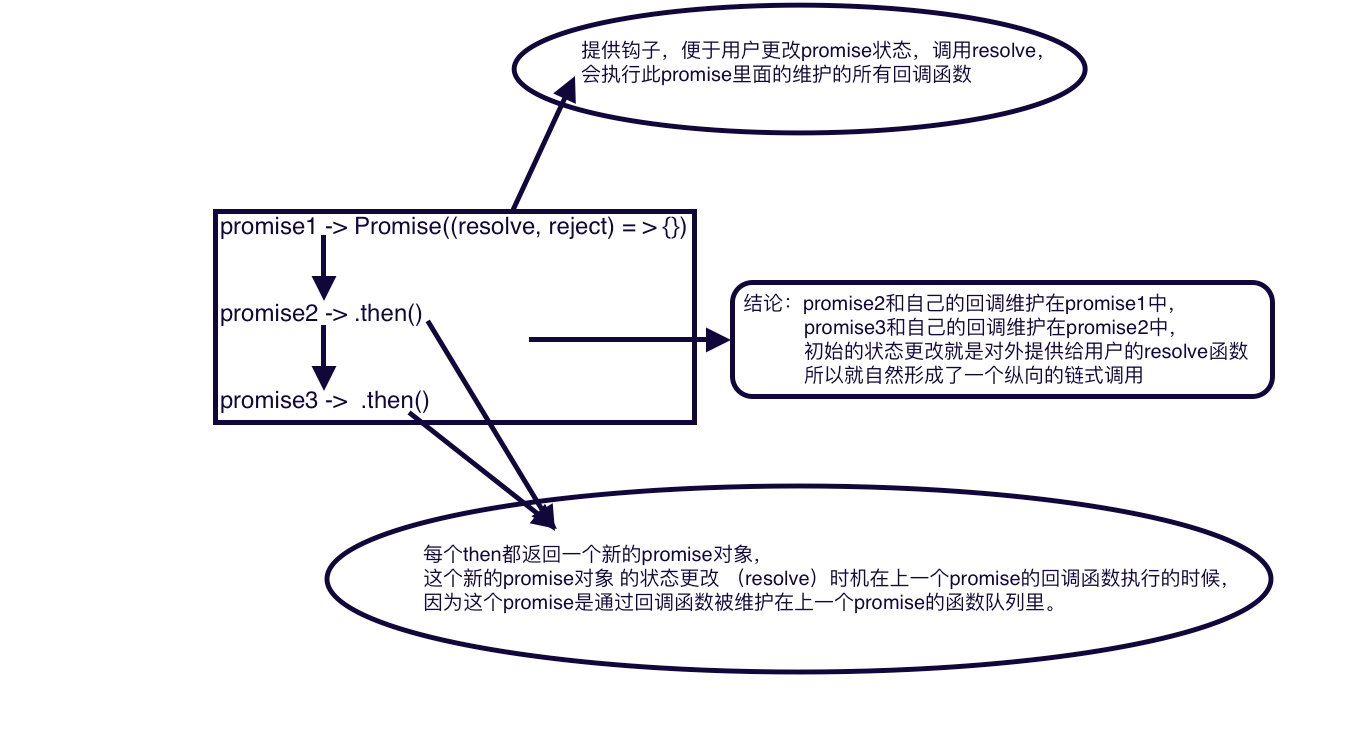 提供钩子，便于用户更改promise状态，调用resolve，
会执行此promise里面的维护的所有回调函数
promise1 -> Promise((resolve, reject) => {})
promise2 -> .then()
promise3 -> .then()
结论：promise2和自己的回调维护在promise1中，
promise3和自己的回调维护在promise2中，
初始的状态更改就是对外提供给用户的resolve函数
所以就自然形成了一个纵向的链式调用
每个then都返回一个新的promise对象，
这个新的promise对象 的状态更改 （resolve）时机在上一个promise的回调函数执行的时候，
因为这个promise是通过回调函数被维护在上一个promise的函数队列里。